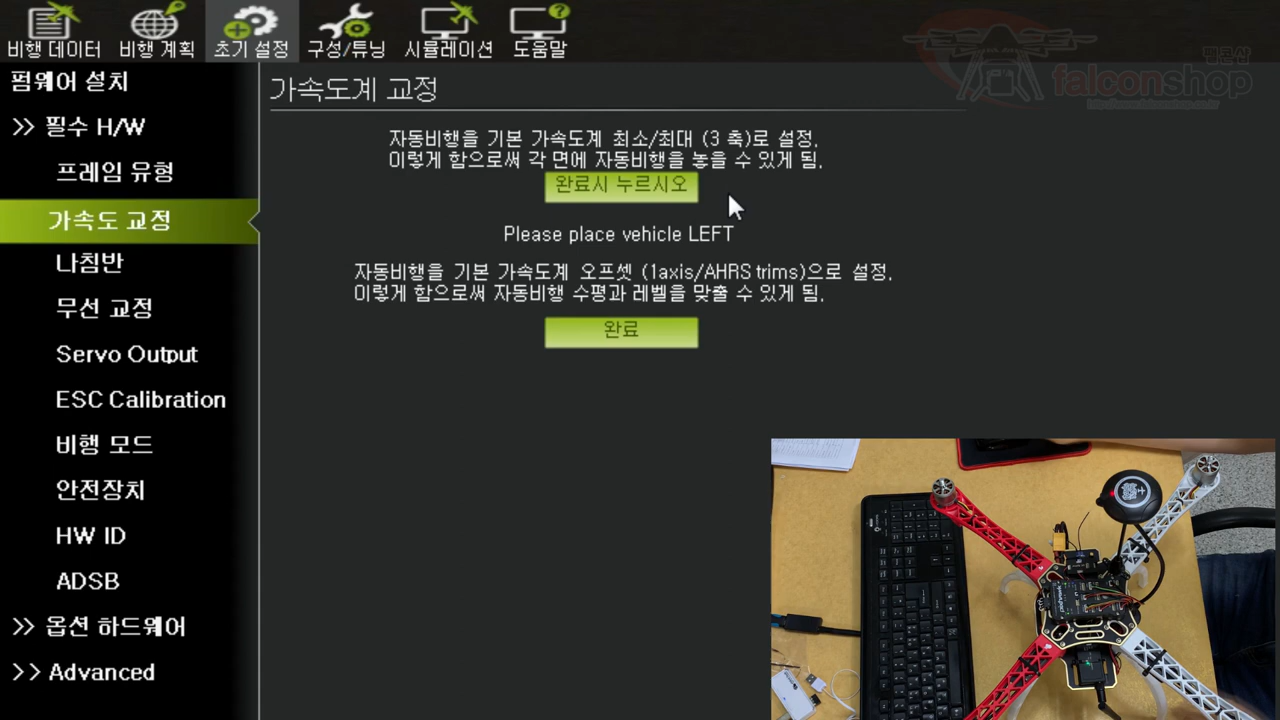 비행 데이터
비행 계획
초기 설정
구성/튜닝
시뮬레이션
도움말
팰콘샵
falconshop
펌웨어 설치
>> 필수 H/W
프레임 유형
가속도 교정
나침반
무선 교정
Servo Output
ESC Calibration
비행 모드
안전장치
HW ID
ADSB
>> 옵션 하드웨어
>> Advanced
가속도계 교정
자동비행을 기본 가속도계 최소/최대 (3 축)로 설정.
이렇게 함으로써 각 면에 자동비행을 놓을 수 있게 됨.
완료시 누르시오
Please place vehicle LEFT
자동비행을 기본 가속도계 오프셋 (1axis/AHRS trims)으로 설정.
이렇게 함으로써 자동비행 수평과 레벨을 맞출 수 있게 됨.
완료